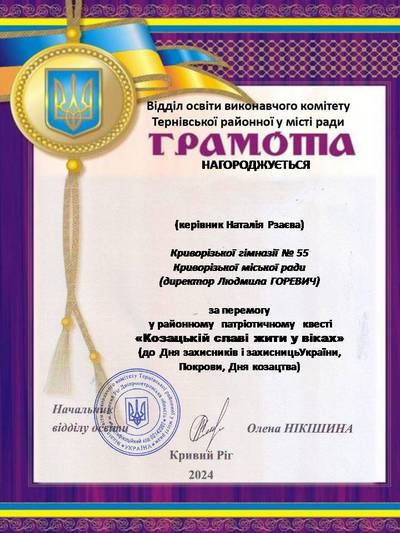 Відділ освіти виконавчого комітету
Тернівської районної у місті ради
ГРАМОТА
НАГОРОДЖУЄТЬСЯ
(керівник Наталія Рзаєва)
Криворізької гімназії № 55
Криворізької міської ради
(директор Людмила ГОРЕВИЧ)
за перемогу
у районному патріотичному квесті
«Козацькій славі жити у віках»
(до Дня захисників і захисницьУкраїни,
Покрови, Дня козацтва)
Начальник
відділу освіти
Олена НІКІШИНА
Кривий Ріг
2024